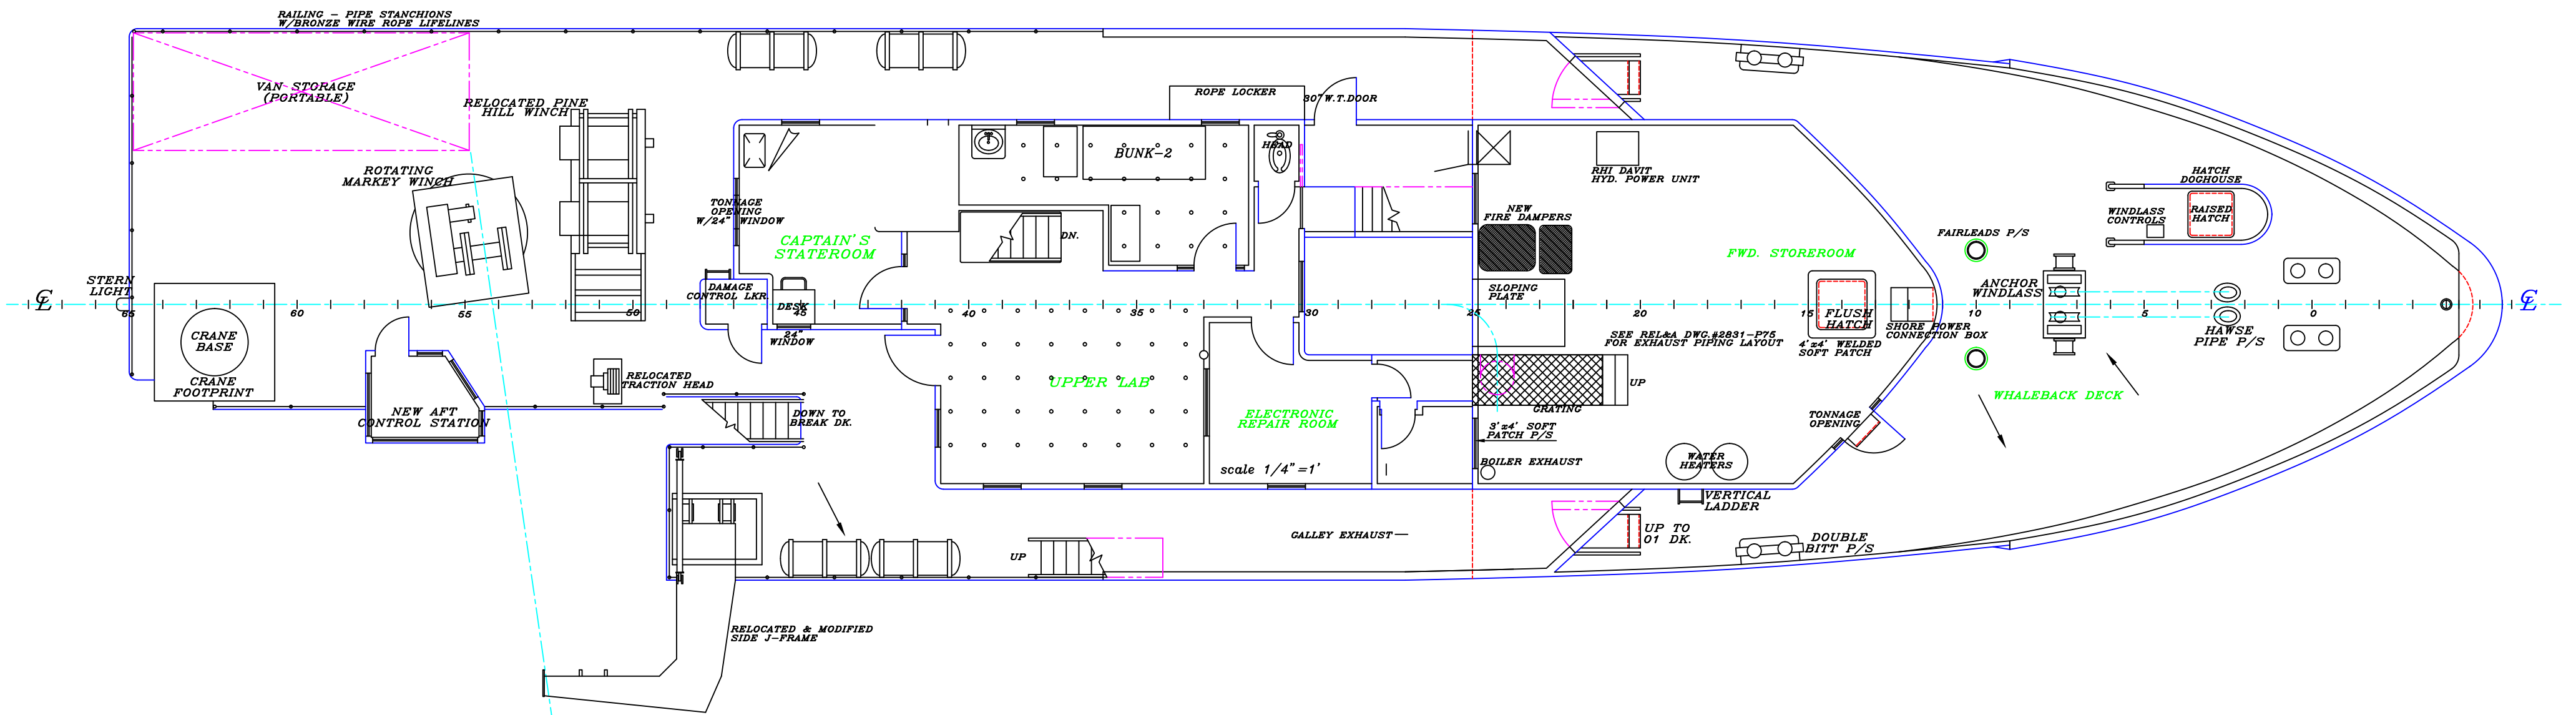 RAILING - PIPE STANCHIONS
W/BRONZE WIRE ROPE LIFELINES
VAN STORAGE
(PORTABLE)
RELOCATED PINE
HILL WINCH
ROTATING
MARKEY WINCH
ROPE LOCKER
30" W.T.DOOR
BUNK-2
HEAD
RHI DAVIT
HYD. POWER UNIT
HATCH
DOGHOUSE
RAISED
HATCH
WINDLASS
CONTROLS
TONNAGE
OPENING
W/24" WINDOW
CAPTAIN'S
STATEROOM
DN.
NEW
FIRE DAMPERS
FWD. STOREROOM
FAIRLEADS P/S
STERN
LIGHT
DAMAGE
CONTROL LKR.
DESK
SLOPING
PLATE
ANCHOR
WINDLASS
65
60
55
50
45
40
35
30
25
20
15
10
5
0
CRANE
BASE
CRANE
FOOTPRINT
24"
WINDOW
SEE REL&A DWG.#2831-P75
FOR EXHAUST PIPING LAYOUT
FLUSH
HATCH
4'x4' WELDED
SOFT PATCH
SHORE POWER
CONNECTION BOX
HAWSE
PIPE P/S
RELOCATED
TRACTION HEAD
UPPER LAB
UP
WHALEBACK DECK
NEW AFT
CONTROL STATION
DOWN TO
BREAK DK.
ELECTRONIC
REPAIR ROOM
GRATING
TONNAGE
OPENING
3'x4' SOFT
PATCH P/S
scale 1/4"=1'
BOILER EXHAUST
WATER
HEATERS
VERTICAL
LADDER
GALLEY EXHAUST
UP TO
01 DK.
DOUBLE
BITT P/S
UP
RELOCATED & MODIFIED
SIDE J-FRAME